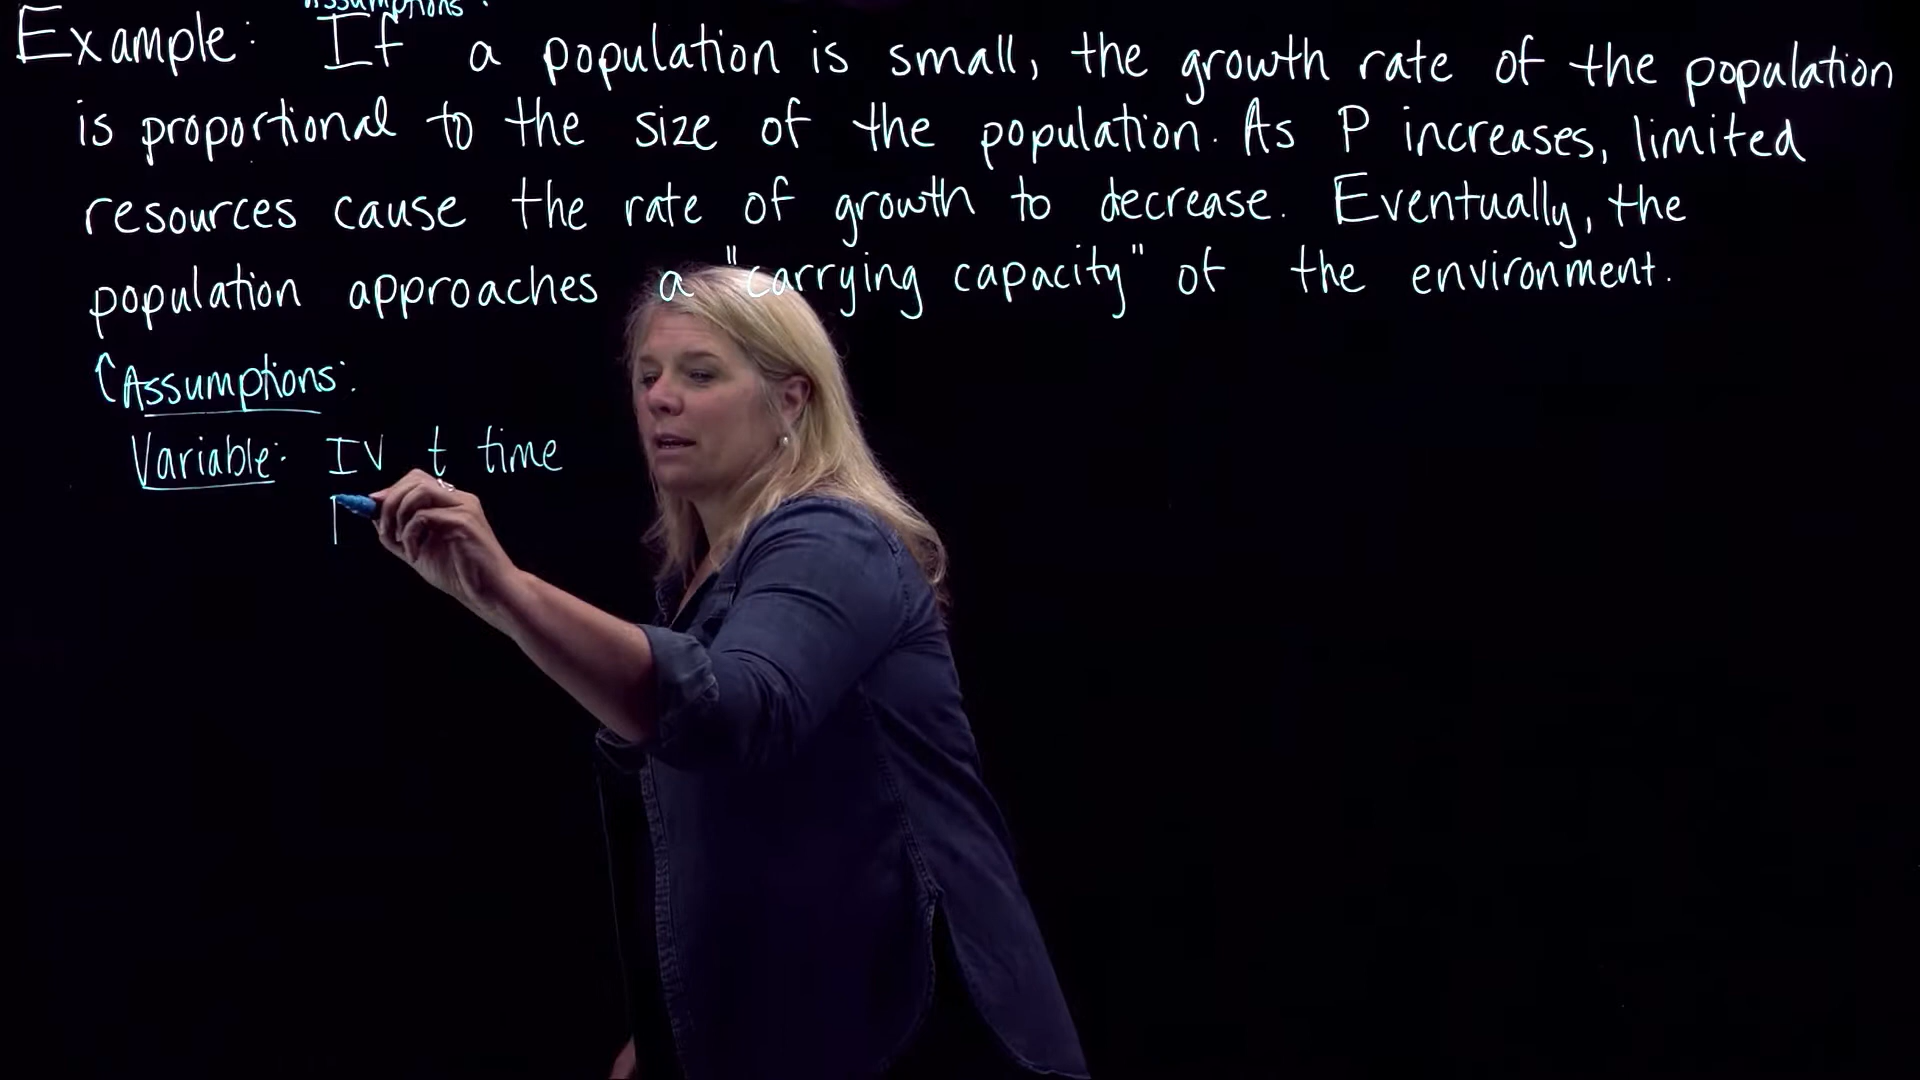 Assumptions:
Example: If a population is small, the growth rate of the population
is proportional to the size of the population. As P increases, limited
resources cause the rate of growth to decrease. Eventually, the
population approaches a "carrying capacity" of the environment.
(Assumptions:
Variable: IV t time